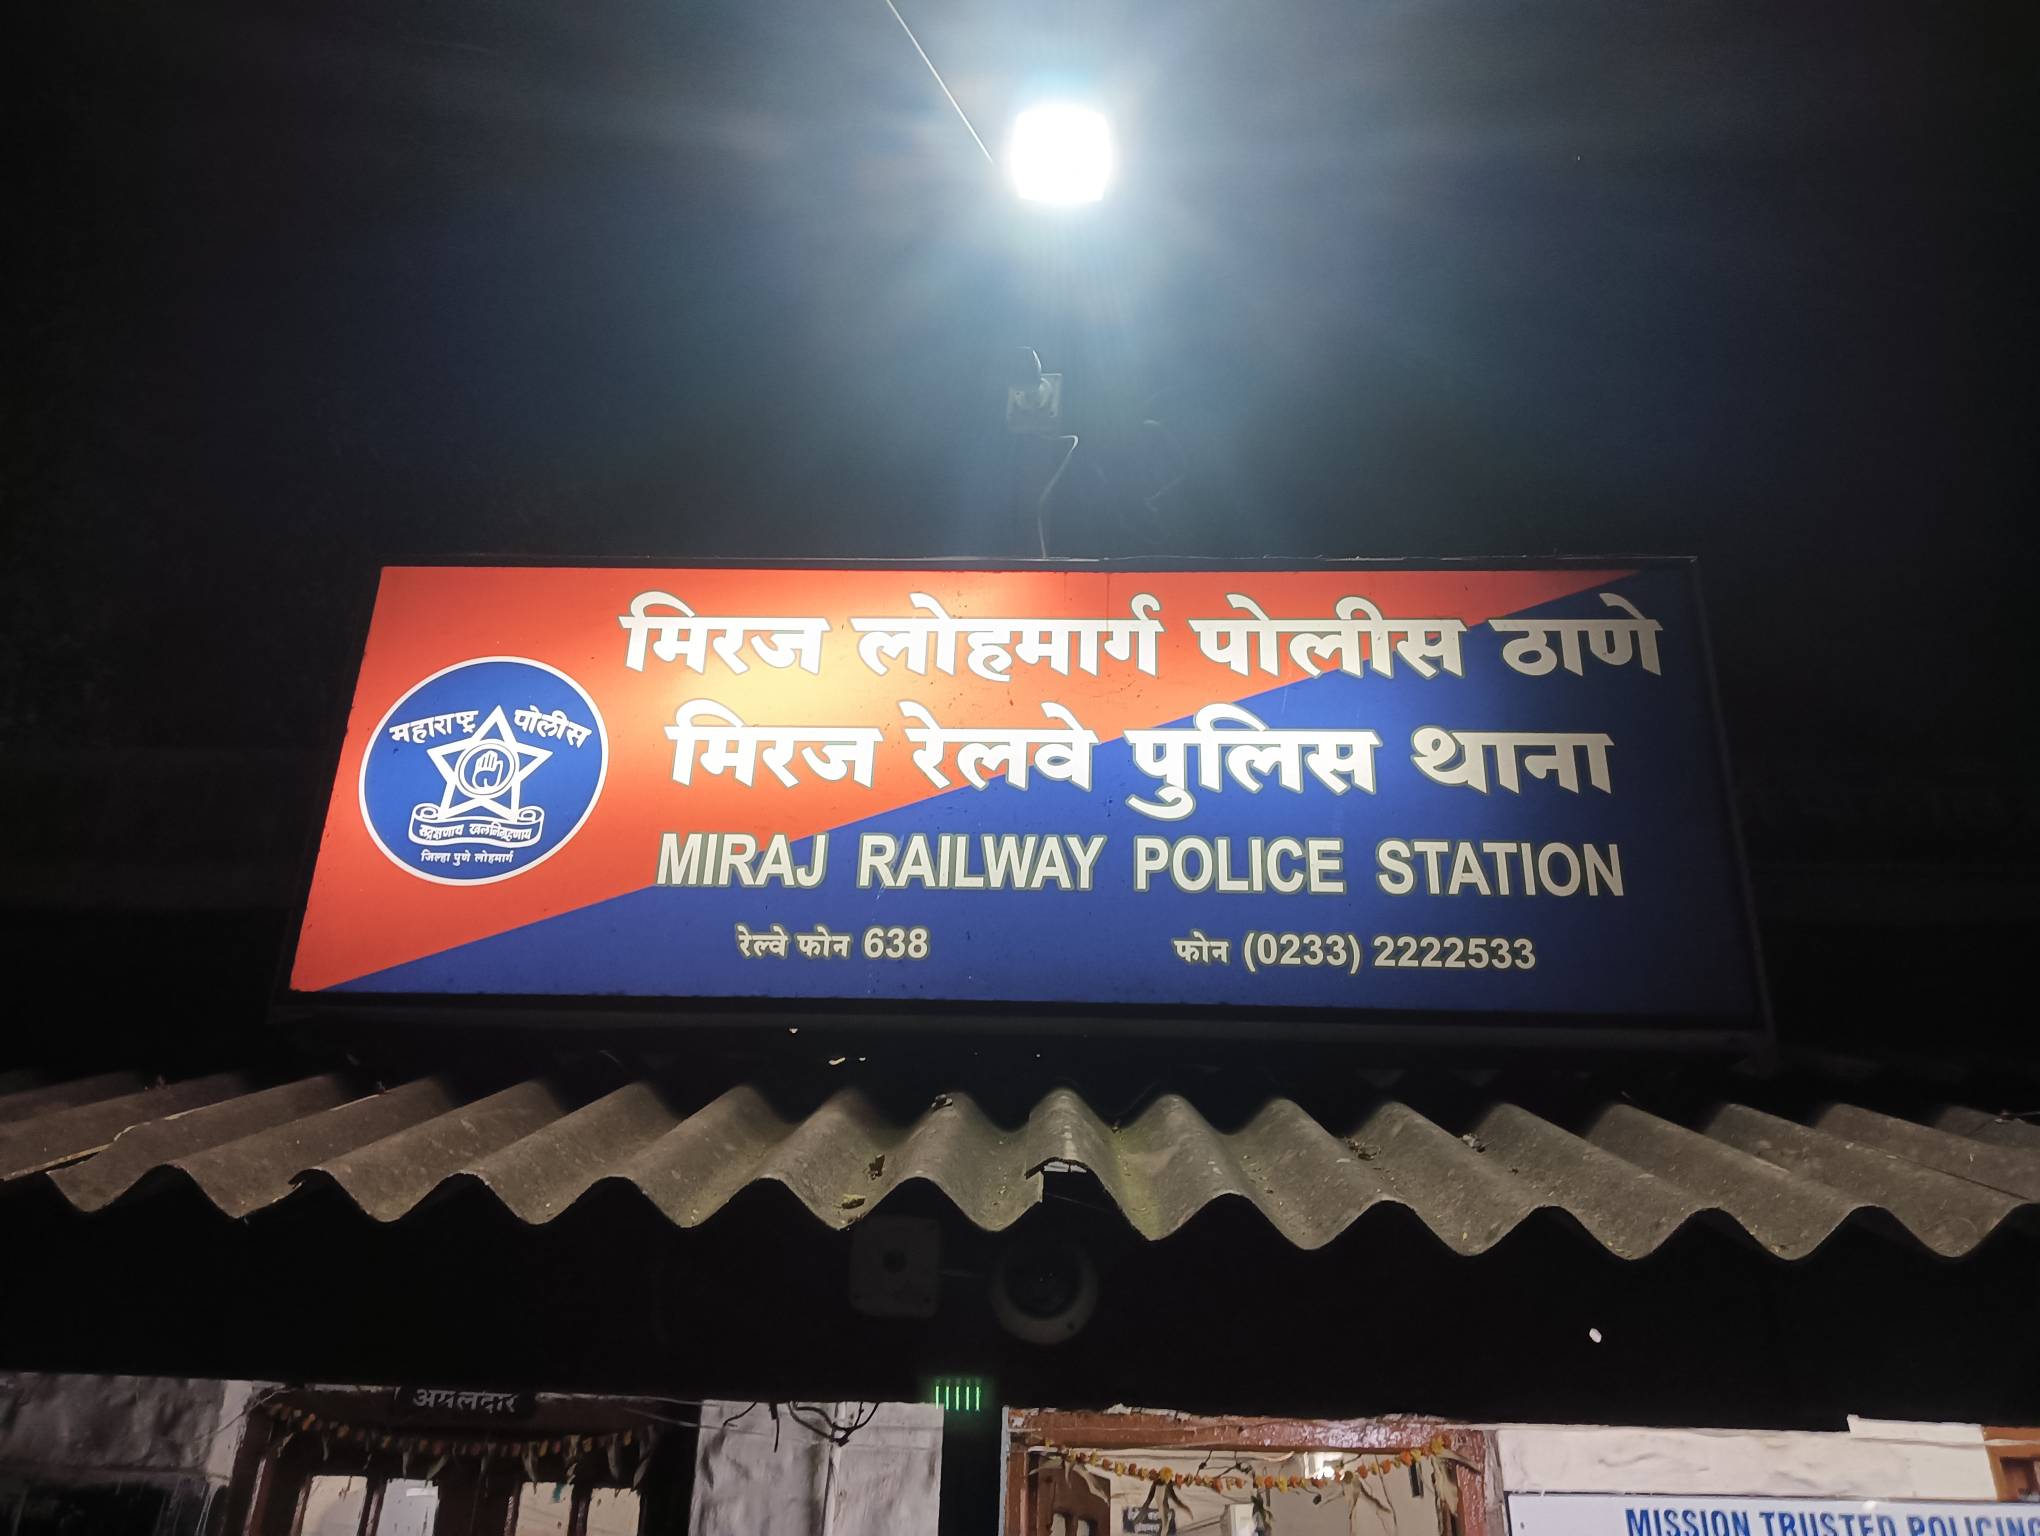 मिरज लोहमार्ग पोलीस ठाणे
मिरज रेलवे पुलिस थाना
MIRAJ RAILWAY POLICE STATION
रेल्वे फोन 638 फोन (0233) 2222533
महाराष्ट्र पोलीस
सद्रक्षणाय खलनिग्रहणाय
जिल्हा पुणे लोहमार्ग
अमलदार
MISSION TRUSTED POLICING